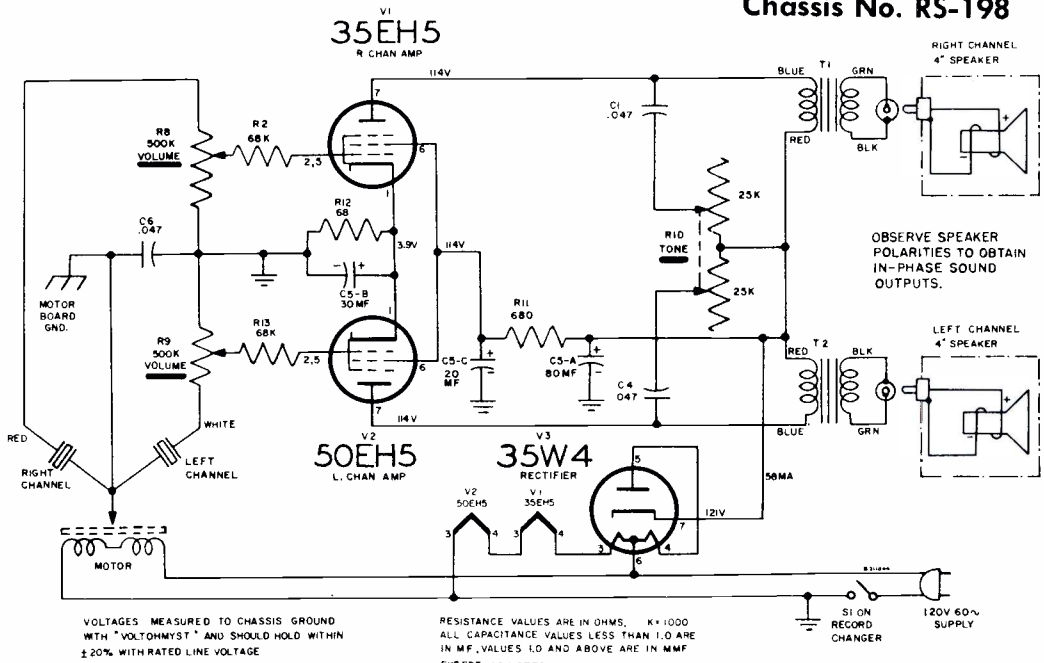 Chassis No. RS-198
V1
35EH5
R CHAN AMP
RIGHT CHANNEL
4" SPEAKER
114V
7
BLUE
T1
GRN
C1
.047
R8
500K
VOLUME
R2
68K
2,5
6
RED
BLK
+
-
1
25K
R12
68
C6
.047
3.9V
114V
R10
TONE
OBSERVE SPEAKER
POLARITIES TO OBTAIN
IN-PHASE SOUND
OUTPUTS.
- +
C5-B
30MF
MOTOR
BOARD
GND.
25K
R11
680
1
R9
500K
VOLUME
R13
68K
2,5
6
LEFT CHANNEL
4" SPEAKER
RED
T2
BLK
C5-C
20
MF
+
-
C5-A
80MF
+
-
C4
.047
+
-
7
114V
BLUE
GRN
RED
WHITE
RIGHT
CHANNEL
LEFT
CHANNEL
V2
50EH5
L. CHAN AMP
V3
35W4
RECTIFIER
5
58MA
V2
50EH5
V1
35EH5
121V
7
3
4
3
4
3
4
6
MOTOR
S1 ON
RECORD
CHANGER
120V 60~
SUPPLY
VOLTAGES MEASURED TO CHASSIS GROUND
WITH "VOLTOHMYST" AND SHOULD HOLD WITHIN
±20% WITH RATED LINE VOLTAGE
RESISTANCE VALUES ARE IN OHMS, K=1000
ALL CAPACITANCE VALUES LESS THAN 1.0 ARE
IN MF, VALUES 1.0 AND ABOVE ARE IN MMF